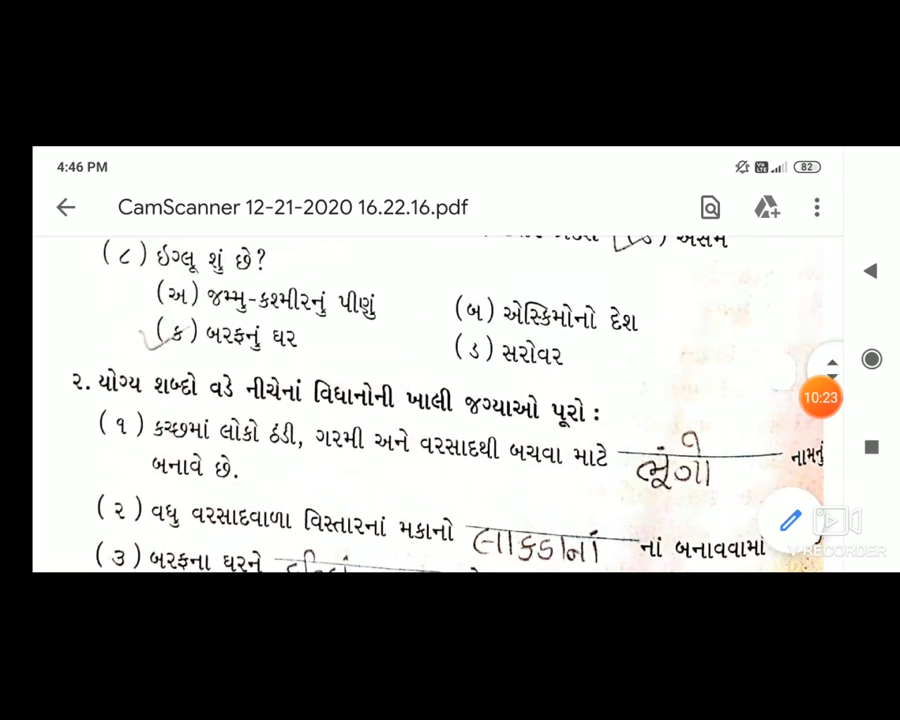 4:46 PM
82
CamScanner 12-21-2020 16.22.16.pdf
(ડ) અસમ
(૮) ઇગ્લૂ શું છે?
(અ) જમ્મુ-કશ્મીરનું પીણું
(બ) એસ્કિમોનો દેશ
(ક) બરફનું ઘર
(ડ) સરોવર
૨. યોગ્ય શબ્દો વડે નીચેનાં વિધાનોની ખાલી જગ્યાઓ પૂરો :
(૧) કચ્છમાં લોકો ઠંડી, ગરમી અને વરસાદથી બચવા માટે ભૂંગો નામનું
બનાવે છે.
(૨) વધુ વરસાદવાળા વિસ્તારનાં મકાનો લાકડાનાં નાં બનાવવામાં
(૩) બરફના ઘરને
10:23
V RECORDER